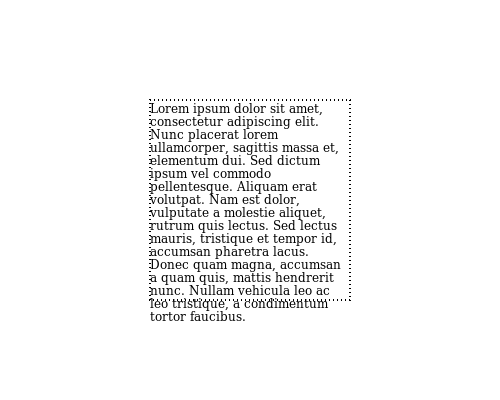 Lorem ipsum dolor sit amet,
consectetur adipiscing elit.
Nunc placerat lorem
ullamcorper, sagittis massa et,
elementum dui. Sed dictum
ipsum vel commodo
pellentesque. Aliquam erat
volutpat. Nam est dolor,
vulputate a molestie aliquet,
rutrum quis lectus. Sed lectus
mauris, tristique et tempor id,
accumsan pharetra lacus.
Donec quam magna, accumsan
a quam quis, mattis hendrerit
nunc. Nullam vehicula leo ac
leo tristique, a condimentum
tortor faucibus.